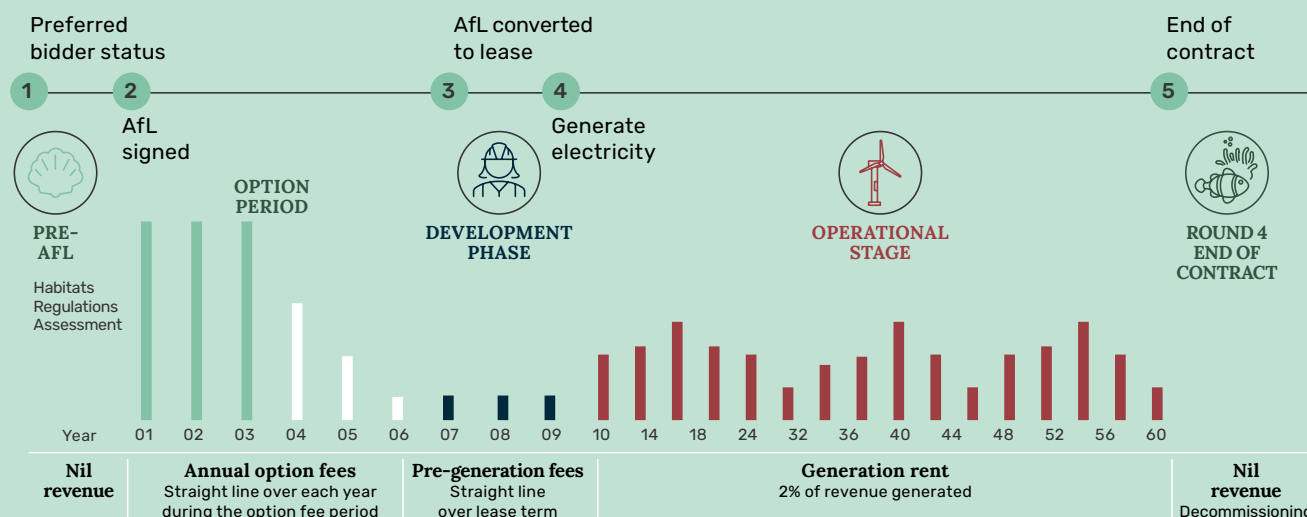 Preferred
bidder status
AfL converted
to lease
End of
contract
1
2
3
4
5
AfL
signed
Generate
electricity
OPTION
PERIOD
PRE-
AFL
DEVELOPMENT
PHASE
OPERATIONAL
STAGE
ROUND 4
END OF
CONTRACT
Habitats
Regulations
Assessment
Year 01 02 03 04 05 06 07 08 09 10 14 18 24 32 36 40 44 48 52 56 60
Nil
revenue
Annual option fees
Straight line over each year
during the option fee period
Pre-generation fees
Straight line
over lease term
Generation rent
2% of revenue generated
Nil
revenue
Decommissioning